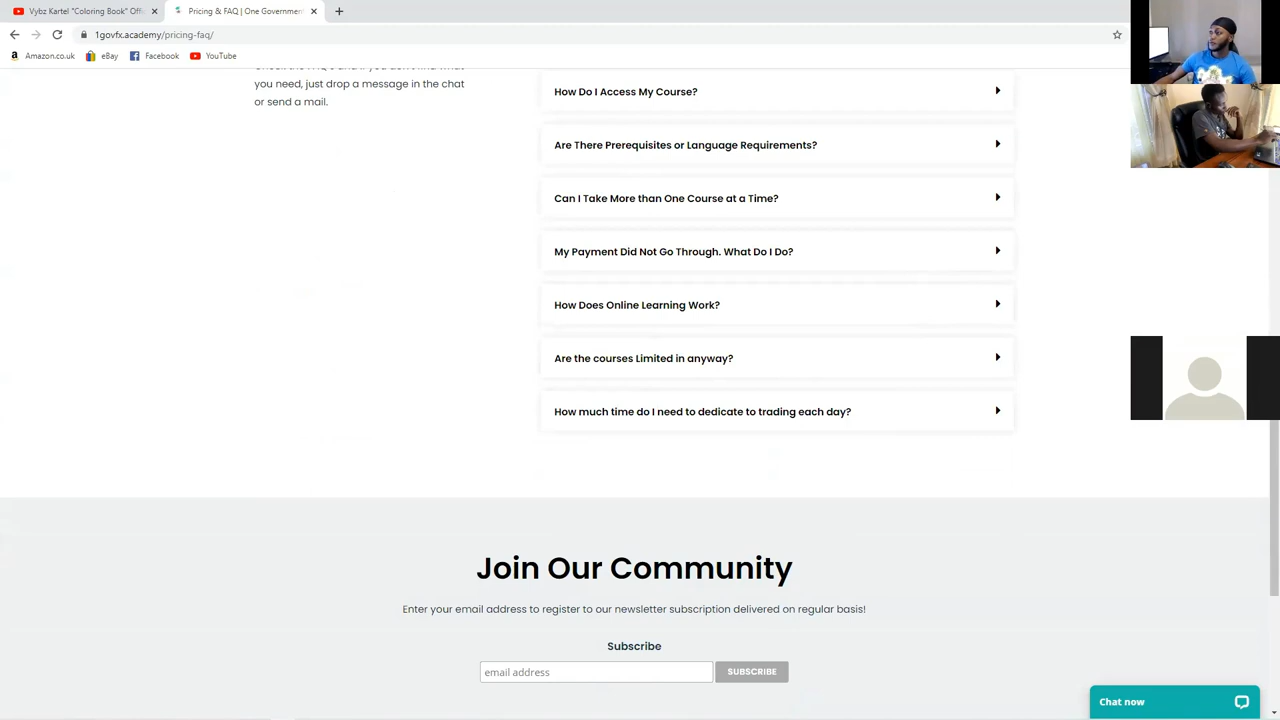 Vybz Kartel "Coloring Book" Offi
Pricing & FAQ | One Government
1govfx.academy/pricing-faq/
Amazon.co.uk
eBay
Facebook
YouTube
you need, just drop a message in the chat
or send a mail.
How Do I Access My Course?
Are There Prerequisites or Language Requirements?
Can I Take More than One Course at a Time?
My Payment Did Not Go Through. What Do I Do?
How Does Online Learning Work?
Are the courses Limited in anyway?
How much time do I need to dedicate to trading each day?
Join Our Community
Enter your email address to register to our newsletter subscription delivered on regular basis!
Subscribe
email address
SUBSCRIBE
Chat now